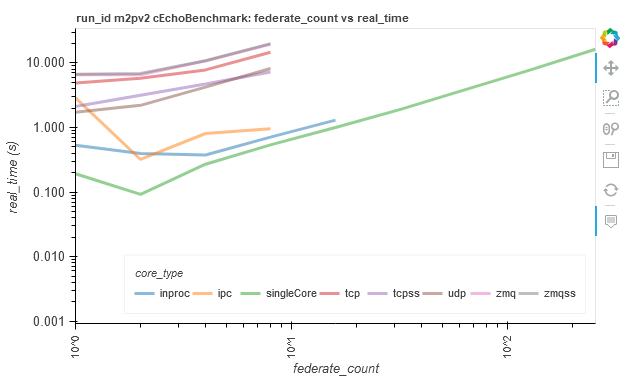 run_id m2pv2 cEchoBenchmark: federate_count vs real_time
10.000
1.000
0.100
0.010
0.001
real_time (s)
core_type
inproc ipc singleCore tcp tcpss udp zmq zmqss
10^0 10^1 10^2
federate_count